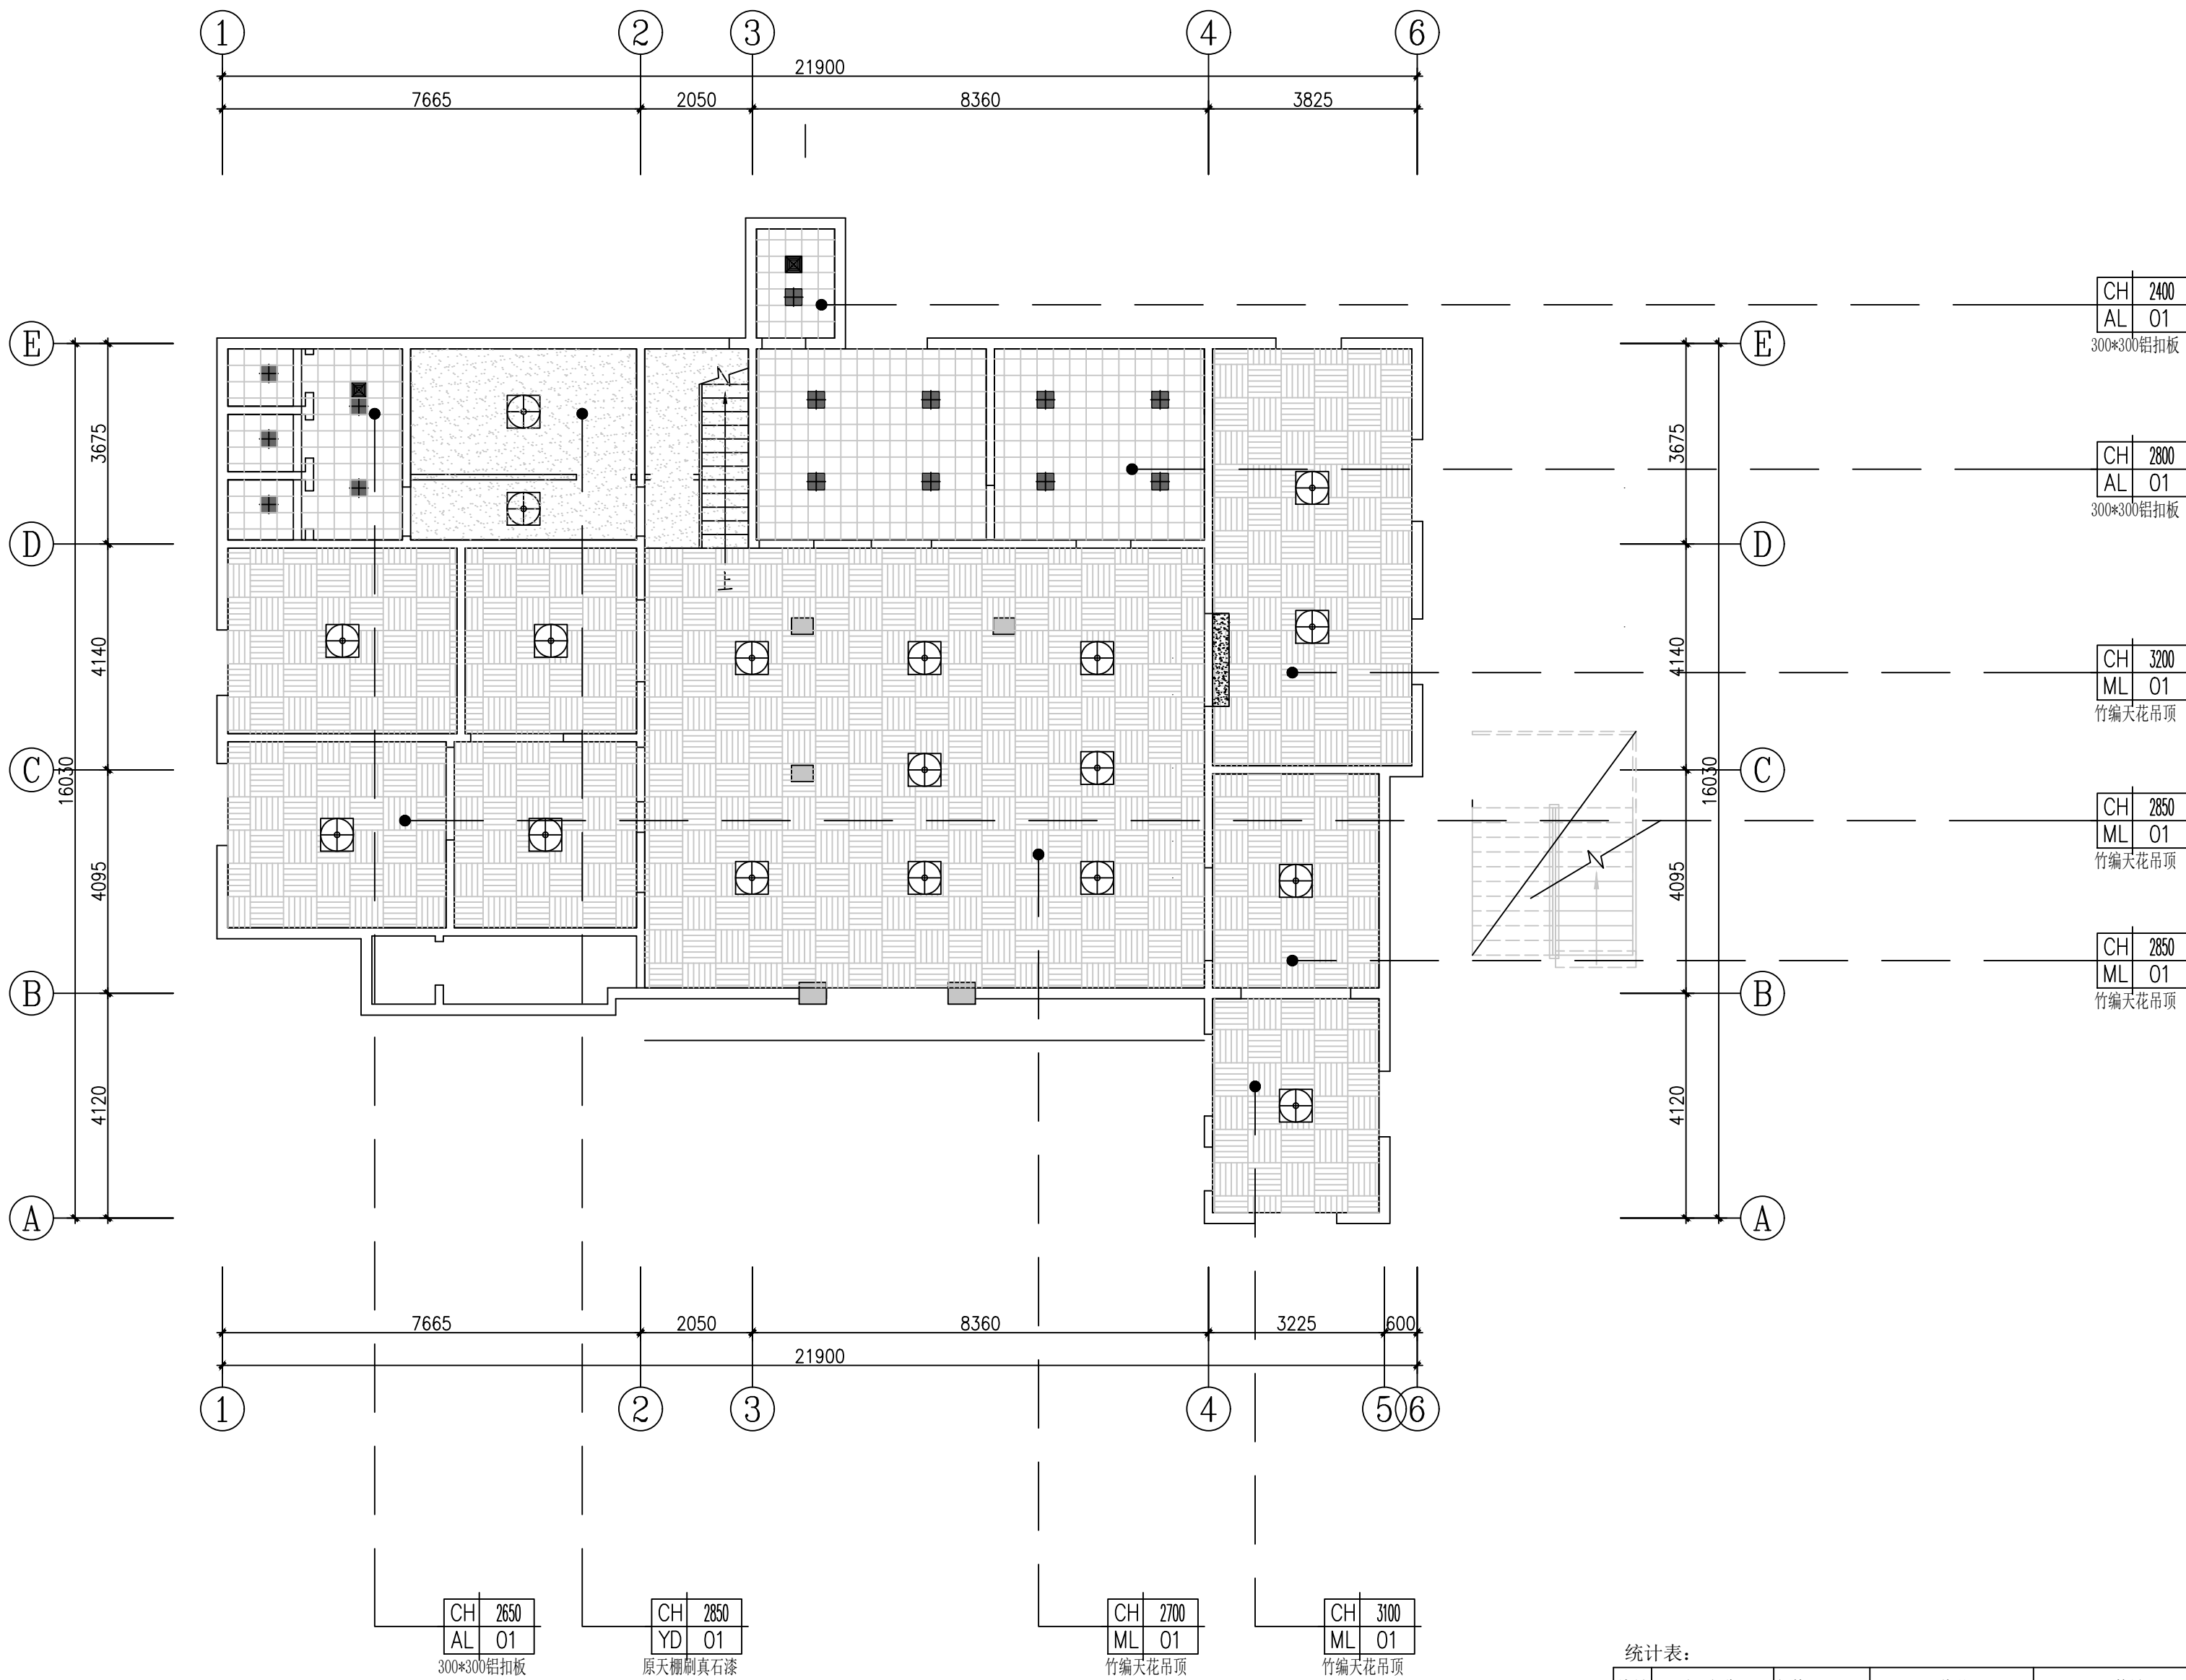 1 2 3 4 6
21900
7665 2050 8360 3825
CH 2400
AL 01
300*300铝扣板
E E
3675 3675
CH 2800
AL 01
300*300铝扣板
D D
4140 4140
CH 3200
ML 01
竹编天花吊顶
C C
16030 16030
CH 2850
ML 01
竹编天花吊顶
4095 4095
CH 2850
ML 01
竹编天花吊顶
B B
4120 4120
A A
7665 2050 8360 3225 600
21900
1 2 3 4 5 6
CH 2650 CH 2850 CH 2700 CH 3100
AL 01 YD 01 ML 01 ML 01
300*300铝扣板 原天棚刷真石漆 竹编天花吊顶 竹编天花吊顶
统计表: